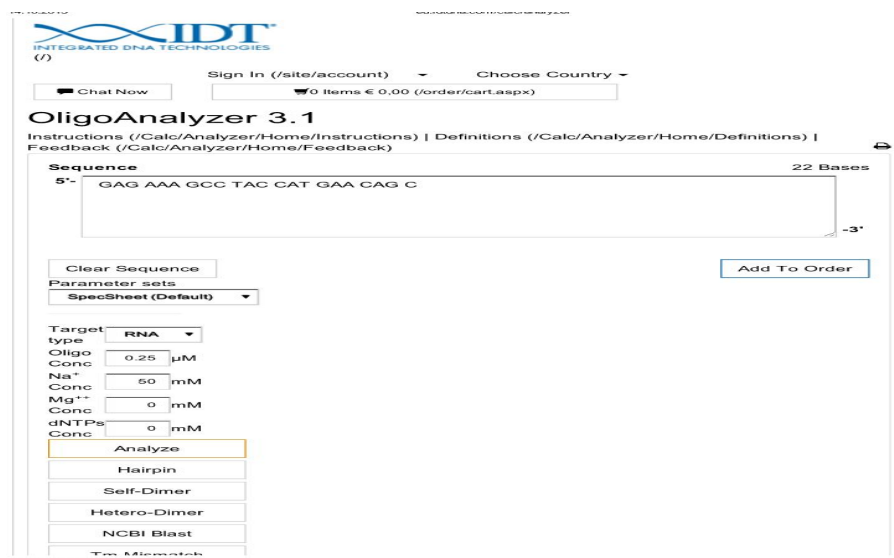 IDT
INTEGRATED DNA TECHNOLOGIES
(/)
Sign In (/site/account) Choose Country
Chat Now 0 Items € 0,00 (/order/cart.aspx)
OligoAnalyzer 3.1
Instructions (/Calc/Analyzer/Home/Instructions) | Definitions (/Calc/Analyzer/Home/Definitions) |
Feedback (/Calc/Analyzer/Home/Feedback)
Sequence 22 Bases
5'- GAG AAA GCC TAC CAT GAA CAG C
-3'
Clear Sequence Add To Order
Parameter sets
SpecSheet (Default)
Target
type RNA
Oligo
Conc 0.25 µM
Na⁺
Conc 50 mM
Mg⁺⁺
Conc 0 mM
dNTPs
Conc 0 mM
Analyze
Hairpin
Self-Dimer
Hetero-Dimer
NCBI Blast
Tm Mismatch